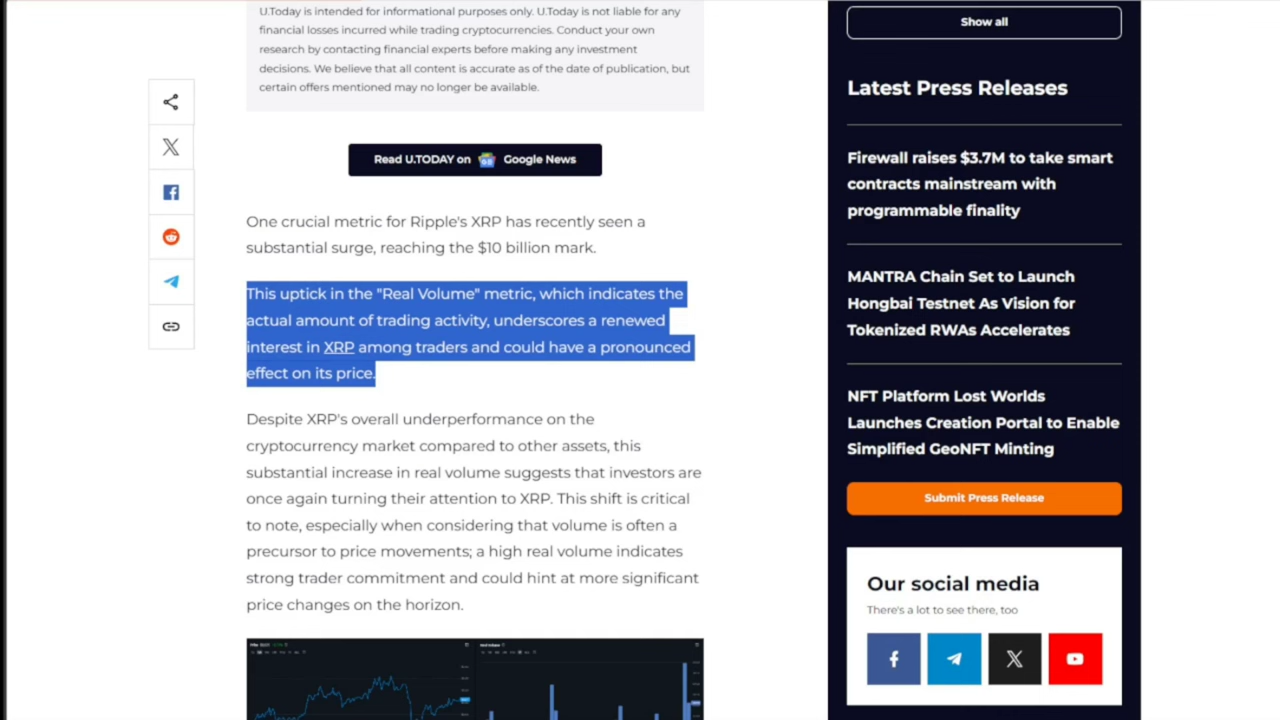 U.Today is intended for informational purposes only. U.Today is not liable for any
financial losses incurred while trading cryptocurrencies. Conduct your own
research by contacting financial experts before making any investment
decisions. We believe that all content is accurate as of the date of publication, but
certain offers mentioned may no longer be available.
Read U.TODAY on Google News
One crucial metric for Ripple's XRP has recently seen a
substantial surge, reaching the $10 billion mark.
This uptick in the "Real Volume" metric, which indicates the
actual amount of trading activity, underscores a renewed
interest in XRP among traders and could have a pronounced
effect on its price.
Despite XRP's overall underperformance on the
cryptocurrency market compared to other assets, this
substantial increase in real volume suggests that investors are
once again turning their attention to XRP. This shift is critical
to note, especially when considering that volume is often a
precursor to price movements; a high real volume indicates
strong trader commitment and could hint at more significant
price changes on the horizon.
Show all
Latest Press Releases
Firewall raises $3.7M to take smart
contracts mainstream with
programmable finality
MANTRA Chain Set to Launch
Hongbai Testnet As Vision for
Tokenized RWAs Accelerates
NFT Platform Lost Worlds
Launches Creation Portal to Enable
Simplified GeoNFT Minting
Submit Press Release
Our social media
There's a lot to see there, too